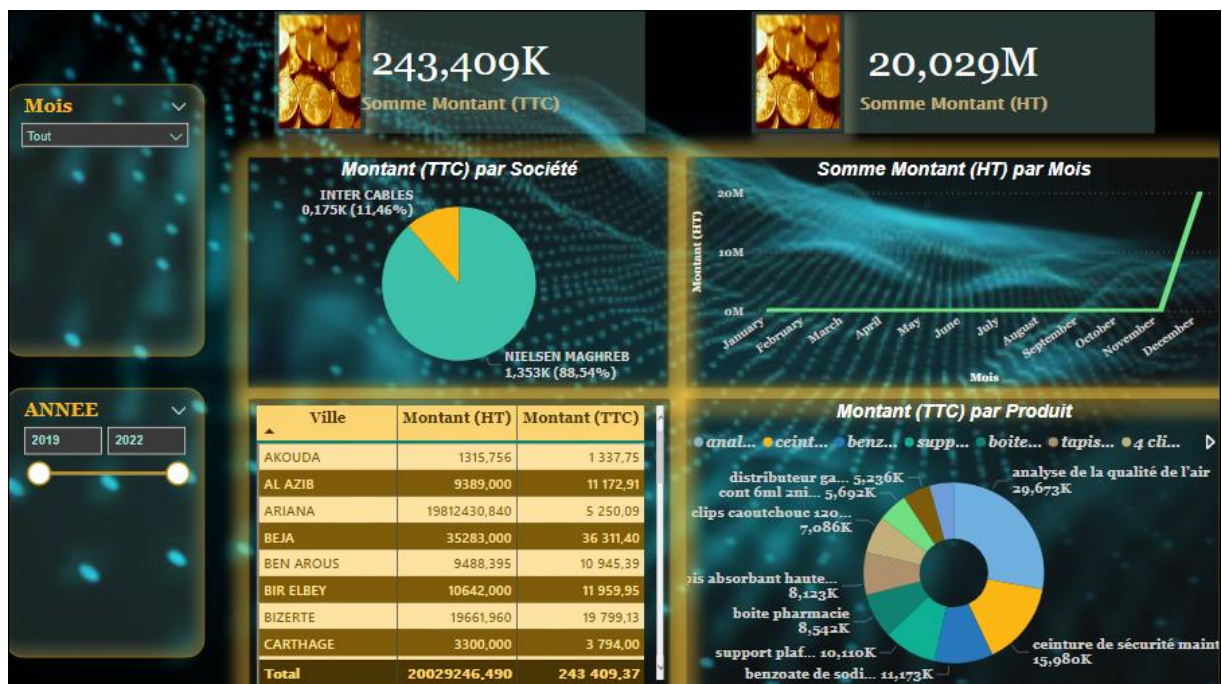 243,409K
Somme Montant (TTC)
20,029M
Somme Montant (HT)
Mois
Tout
ANNEE
2019 2022
Montant (TTC) par Société
INTER CABLES
0,175K (11,46%)
NIELSEN MAGHREB
1,353K (88,54%)
Somme Montant (HT) par Mois
Montant (HT)
20M
10M
0M
January February March April May June July August September October November December
Mois
Ville Montant (HT) Montant (TTC)
AKOUDA 1315,756 1 337,75
AL AZIB 9389,000 11 172,91
ARIANA 19812430,840 5 250,09
BEJA 35283,000 36 311,40
BEN AROUS 9488,395 10 945,39
BIR ELBEY 10642,000 11 959,95
BIZERTE 19661,960 19 799,13
CARTHAGE 3300,000 3 794,00
Total 20029246,490 243 409,37
Montant (TTC) par Produit
anal... ceint... benz... supp... boite... tapis... 4 cli...
analyse de la qualité de l'air
29,673K
ceinture de sécurité maint
15,980K
benzoate de sodi... 11,173K
support plaf... 10,110K
boite pharmacie
8,542K
pis absorbant haute...
8,123K
clips caoutchouc 120...
7,086K
cont 6ml 2ni... 5,692K
distributeur ga... 5,236K